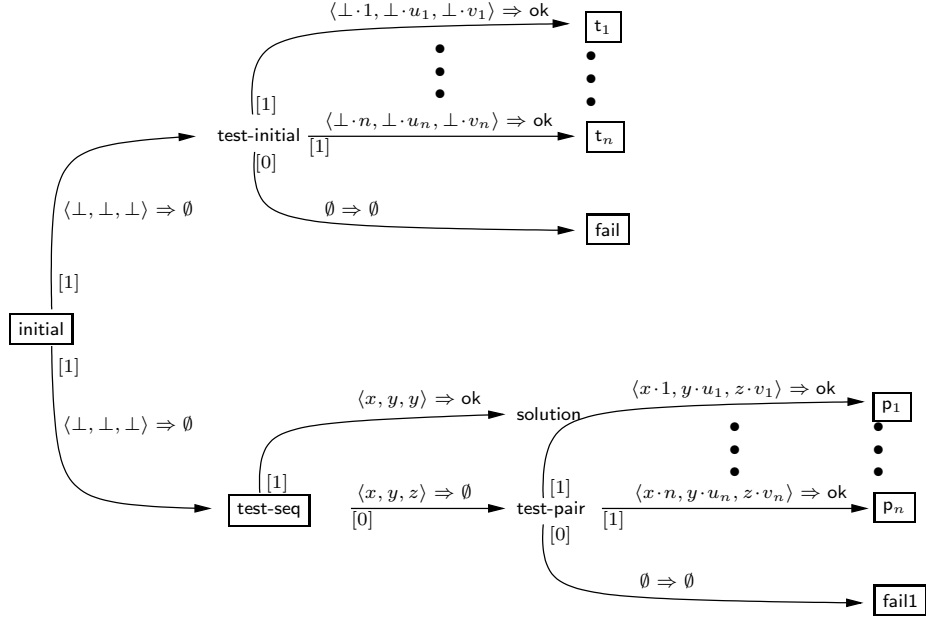 ⟨⊥·1, ⊥·u₁, ⊥·v₁⟩ ⇒ ok
t₁
[1]
⟨⊥·n, ⊥·uₙ, ⊥·vₙ⟩ ⇒ ok
test-initial
[1]
tₙ
[0]
⟨⊥, ⊥, ⊥⟩ ⇒ ∅
∅ ⇒ ∅
fail
[1]
initial
[1]
⟨⊥, ⊥, ⊥⟩ ⇒ ∅
⟨x, y, y⟩ ⇒ ok
solution
⟨x·1, y·u₁, z·v₁⟩ ⇒ ok
p₁
[1]
test-seq
⟨x, y, z⟩ ⇒ ∅
[0]
[1]
test-pair
⟨x·n, y·uₙ, z·vₙ⟩ ⇒ ok
[1]
pₙ
[0]
∅ ⇒ ∅
fail1